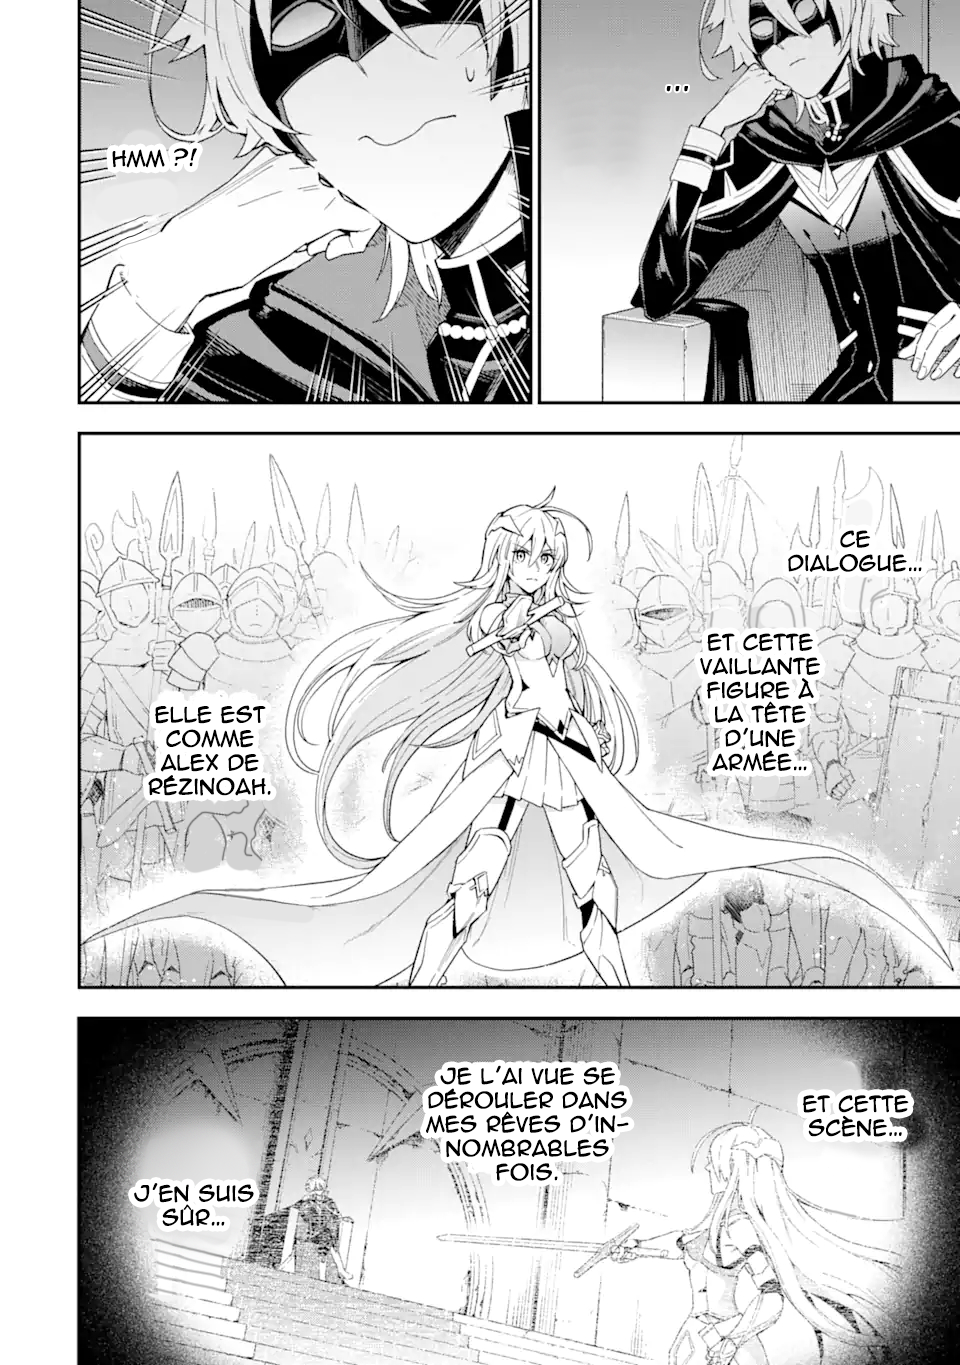 ...
HMM ?!
CE
DIALOGUE...
ET CETTE
VAILLANTE
FIGURE À
LA TÊTE
D'UNE
ARMÉE...
ELLE EST
COMME
ALEX DE
RÉZINOAH.
ET CETTE
SCÈNE...
JE L'AI VUE SE
DÉROULER DANS
MES RÊVES D'IN-
NOMBRABLES
FOIS.
J'EN SUIS
SÛR...